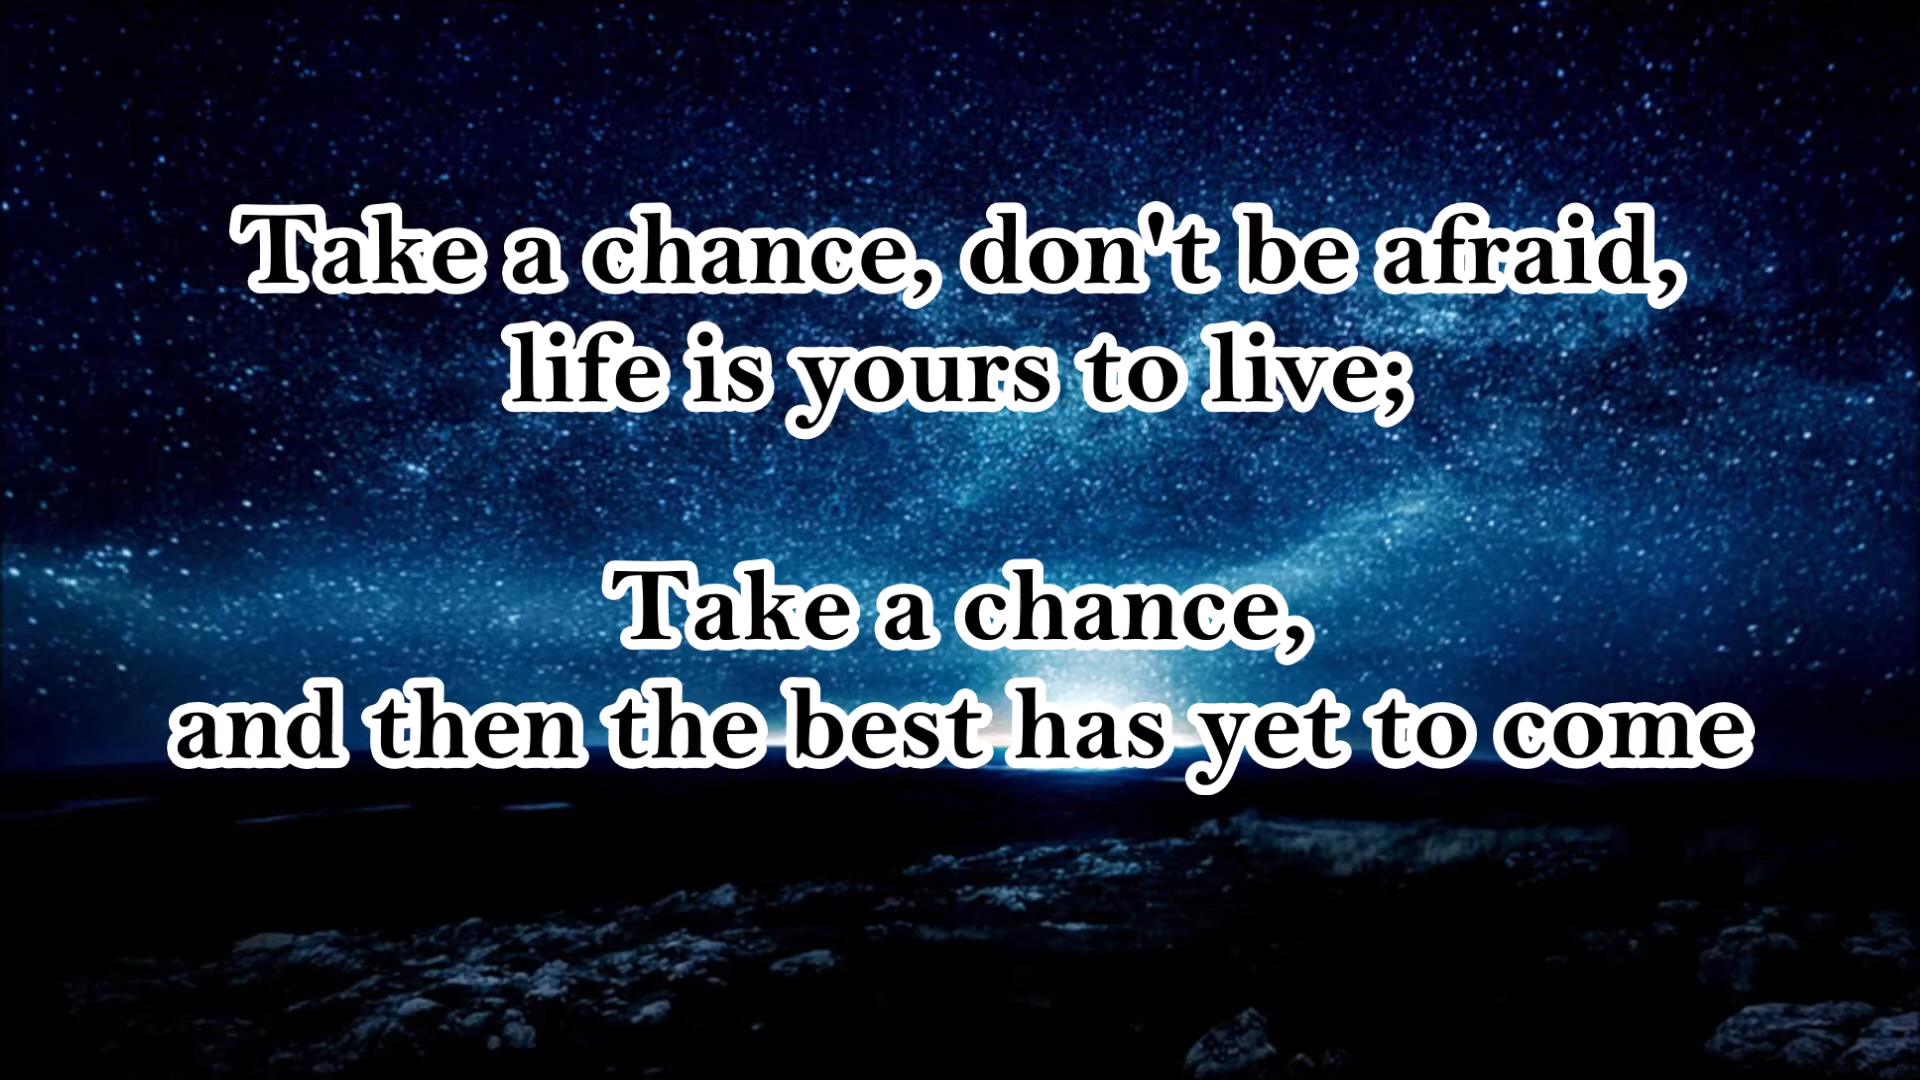 Take a chance, don't be afraid,
life is yours to live;
Take a chance,
and then the best has yet to come